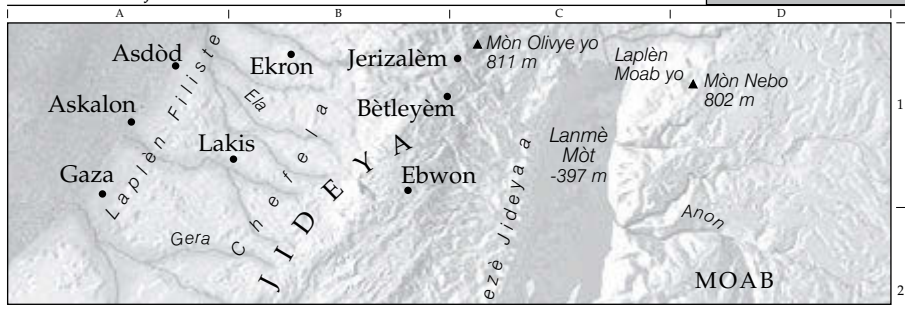 A B C D
Asdòd
Ekron
Jerizalèm
Mòn Olivye yo
811 m
Laplèn
Moab yo
Mòn Nebo
802 m
1
Askalon
Laplèn Filiste
Ela
Bètleyèm
Lakis
Chefela
JIDEYA
Lanmè
Mòt
-397 m
Gaza
Ebwon
Gera
ezè Jideya a
Anon
MOAB
2